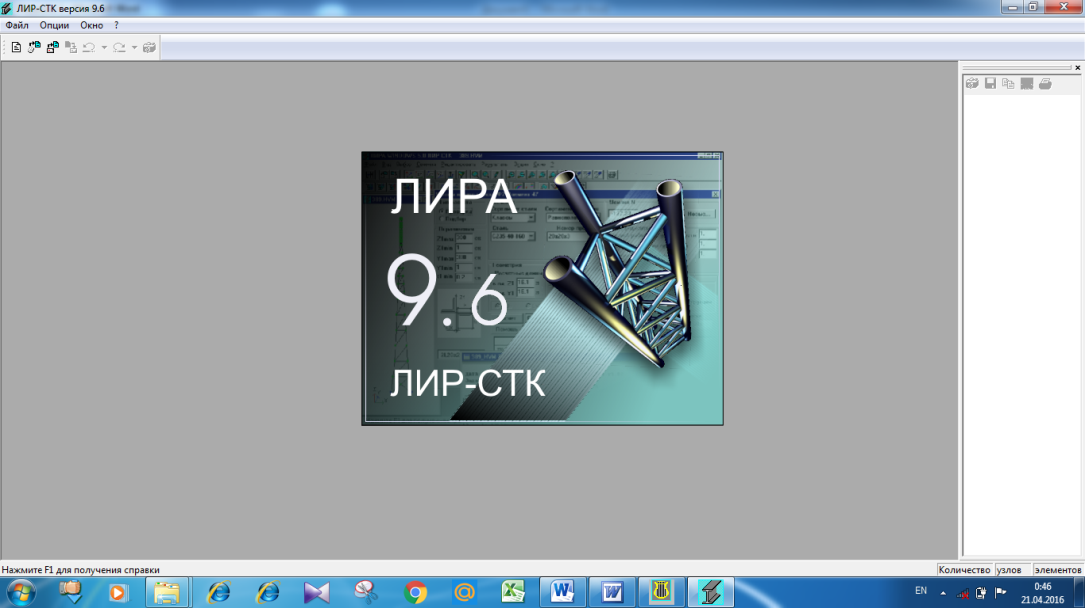 ЛИР-СТК версия 9.6
Файл Опции Окно ?
ЛИРА
9.6
ЛИР-СТК
Нажмите F1 для получения справки
Количество узлов элементов
EN
0:46
21.04.2016